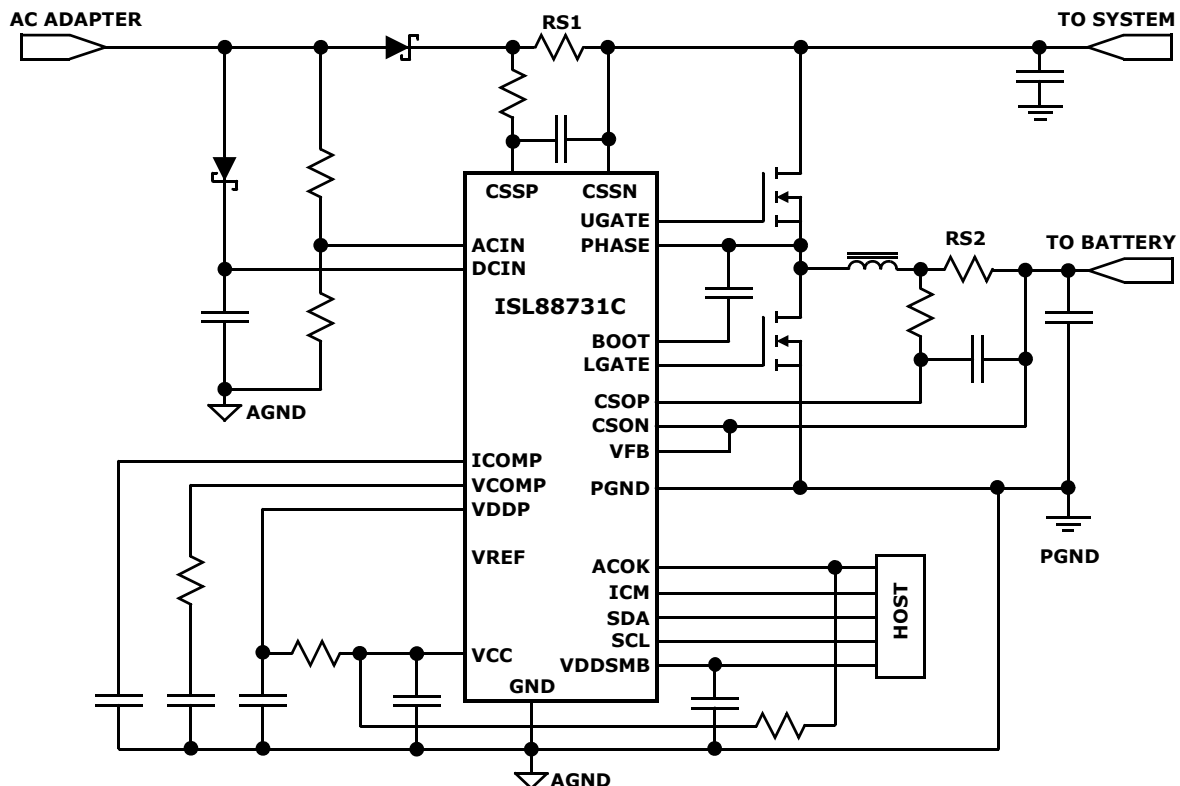 AC ADAPTER
RS1
TO SYSTEM
CSSP
CSSN
UGATE
ACIN
PHASE
RS2
TO BATTERY
DCIN
ISL88731C
BOOT
LGATE
CSOP
AGND
CSON
VFB
ICOMP
VCOMP
PGND
VDDP
VREF
PGND
ACOK
ICM
HOST
SDA
SCL
VCC
VDDSMB
GND
AGND